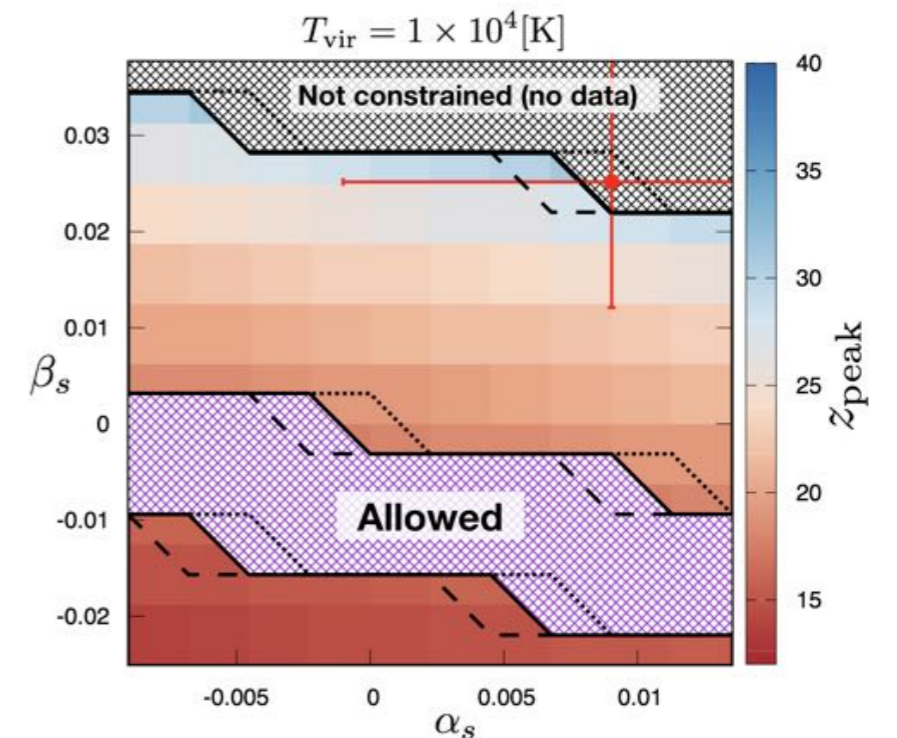 T_vir = 1 × 10^4[K]
Not constrained (no data)
Allowed
0.03
0.02
0.01
0
-0.01
-0.02
β_s
-0.005
0
0.005
0.01
α_s
40
35
30
25
20
15
z_peak